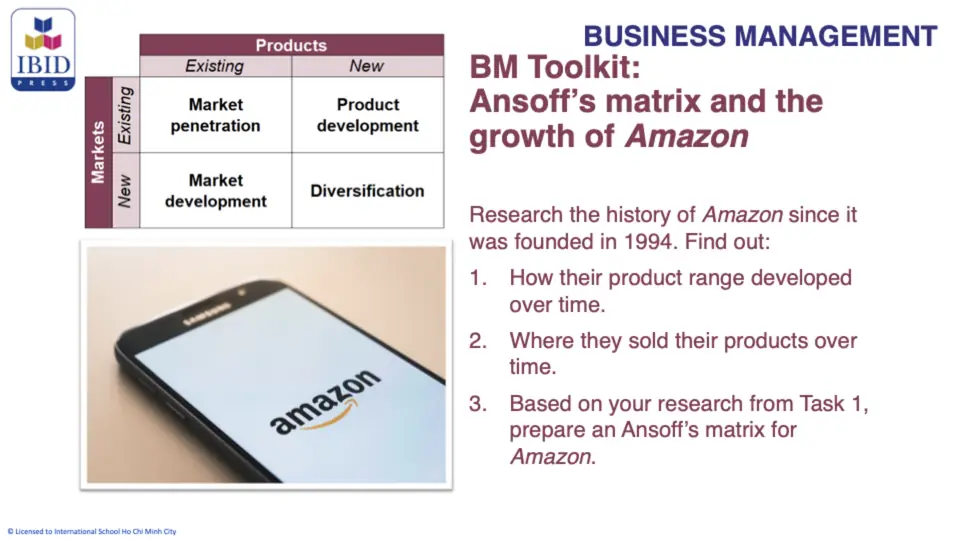 IBID
PRESS
BUSINESS MANAGEMENT
BM Toolkit:
Ansoff’s matrix and the
growth of Amazon
Products
Existing
New
Markets
Existing
Market
penetration
Product
development
New
Market
development
Diversification
SAMSUNG
amazon
Research the history of Amazon since it
was founded in 1994. Find out:
1. How their product range developed
over time.
2. Where they sold their products over
time.
3. Based on your research from Task 1,
prepare an Ansoff’s matrix for
Amazon.
© Licensed to International School Ho Chi Minh City